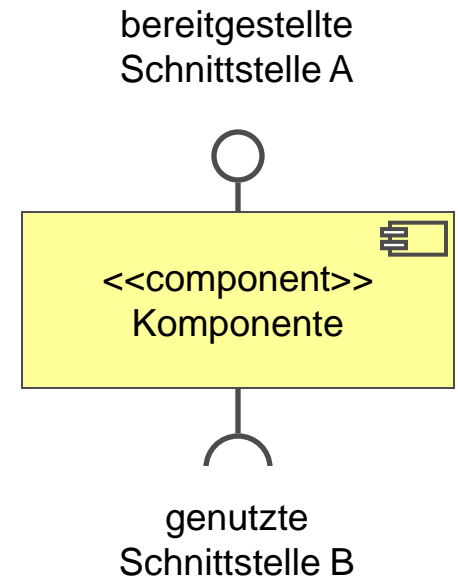 bereitgestellte
Schnittstelle A
<<component>>
Komponente
genutzte
Schnittstelle B